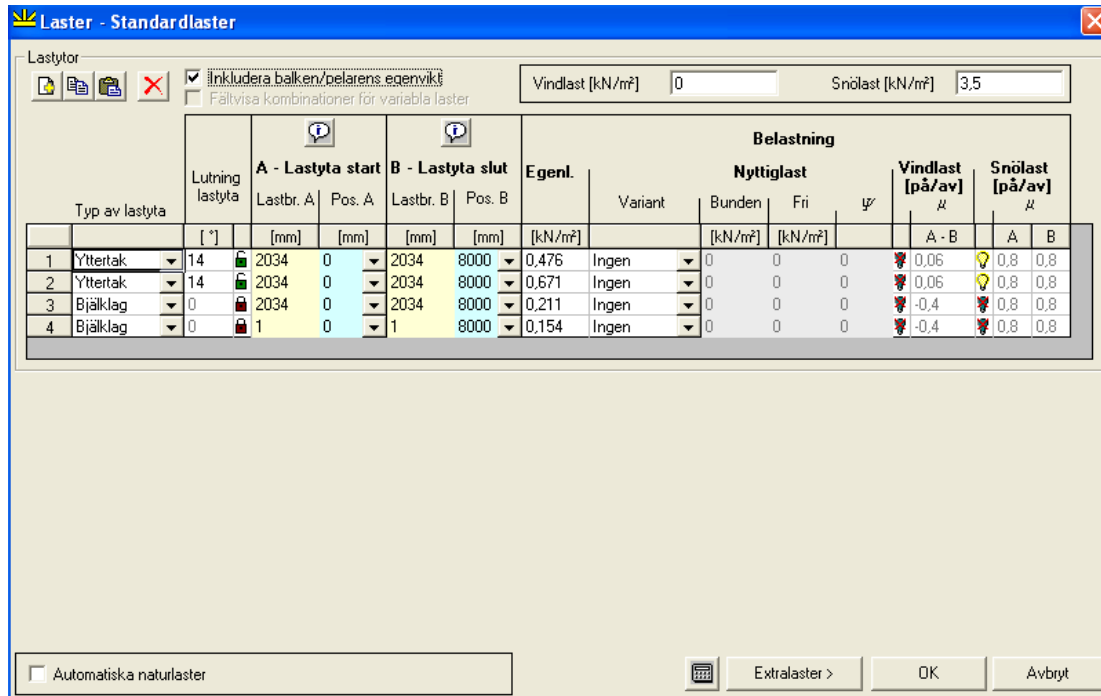 Laster - Standardlaster
Lastytor
Inkludera balken/pelarens egenvikt
Fältvisa kombinationer för variabla laster
Vindlast [kN/m²] 0 Snölast [kN/m²] 3,5
Belastning
A - Lastyta start B - Lastyta slut Egenl. Nyttiglast Vindlast [på/av] Snölast [på/av]
Typ av lastyta Lutning lastyta Lastbr. A Pos. A Lastbr. B Pos. B Variant Bunden Fri ψ μ μ
[°] [mm] [mm] [mm] [mm] [kN/m²] [kN/m²] [kN/m²] A - B A B
1 Yttertak 14 2034 0 2034 8000 0,476 Ingen 0 0 0 0,06 0,8 0,8
2 Yttertak 14 2034 0 2034 8000 0,671 Ingen 0 0 0 0,06 0,8 0,8
3 Bjälklag 0 2034 0 2034 8000 0,211 Ingen 0 0 0 -0,4 0,8 0,8
4 Bjälklag 0 1 0 1 8000 0,154 Ingen 0 0 0 -0,4 0,8 0,8
Automatiska naturlaster
Extralaster > OK Avbryt